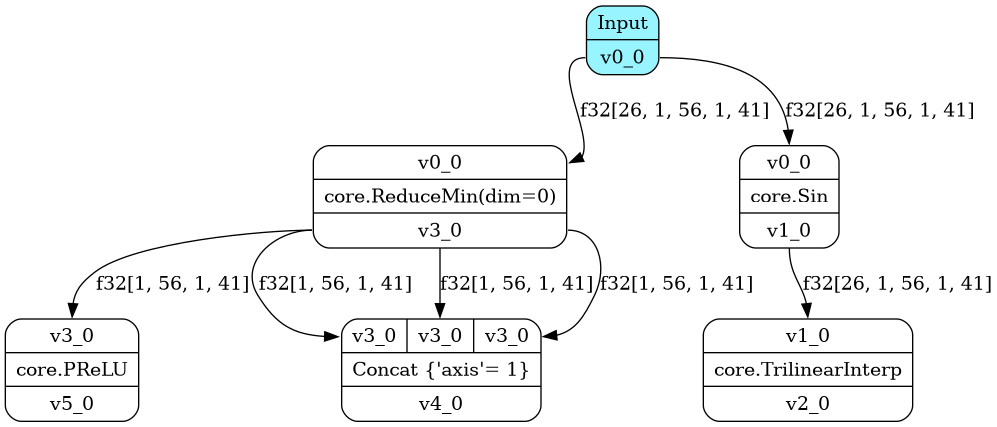 Input
v0_0
f32[26, 1, 56, 1, 41]
f32[26, 1, 56, 1, 41]
v0_0
core.ReduceMin(dim=0)
v3_0
v0_0
core.Sin
v1_0
f32[1, 56, 1, 41]
f32[1, 56, 1, 41]
f32[1, 56, 1, 41]
f32[1, 56, 1, 41]
f32[26, 1, 56, 1, 41]
v3_0
core.PReLU
v5_0
v3_0 v3_0 v3_0
Concat {'axis'= 1}
v4_0
v1_0
core.TrilinearInterp
v2_0